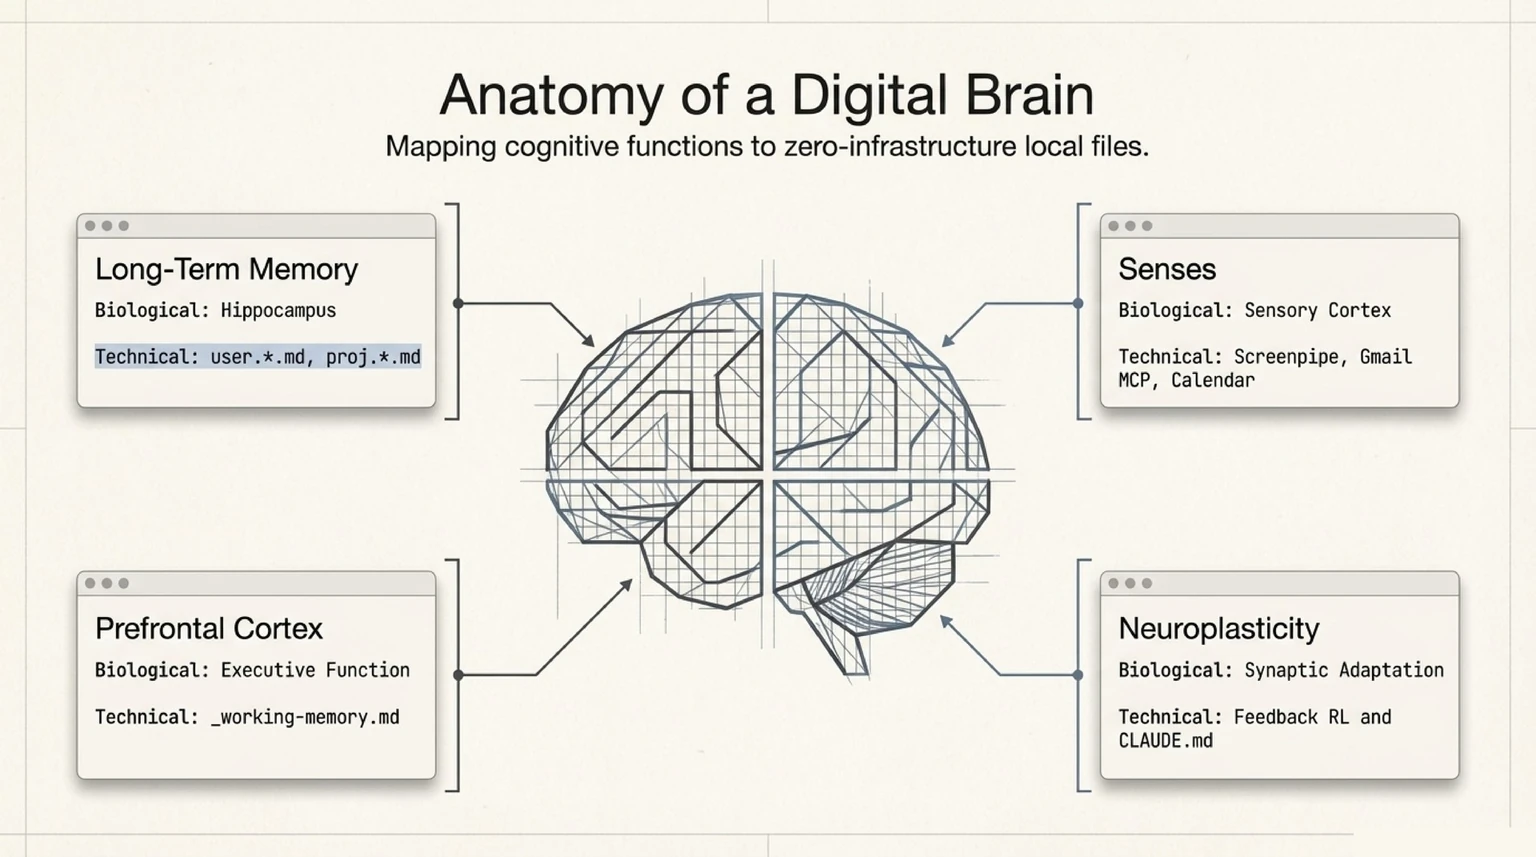 Anatomy of a Digital Brain
Mapping cognitive functions to zero-infrastructure local files.
Long-Term Memory
Biological: Hippocampus
Technical: user.*.md, proj.*.md
Senses
Biological: Sensory Cortex
Technical: Screenpipe, Gmail
MCP, Calendar
Prefrontal Cortex
Biological: Executive Function
Technical: _working-memory.md
Neuroplasticity
Biological: Synaptic Adaptation
Technical: Feedback RL and
CLAUDE.md